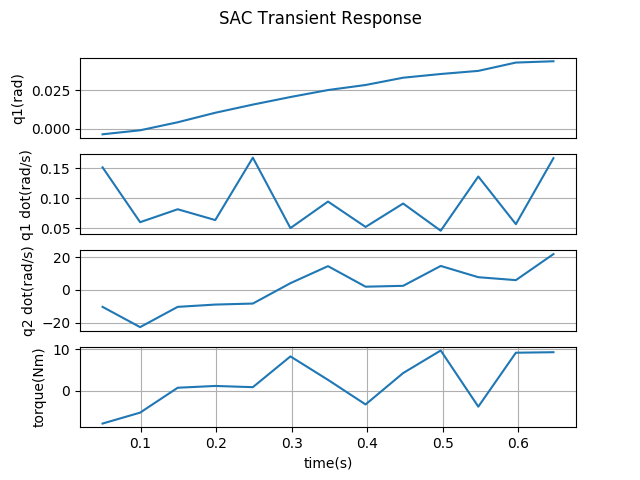 SAC Transient Response
q1(rad)
0.025
0.000
q1 dot(rad/s)
0.15
0.10
0.05
q2 dot(rad/s)
20
0
−20
torque(Nm)
10
0
0.1 0.2 0.3 0.4 0.5 0.6
time(s)